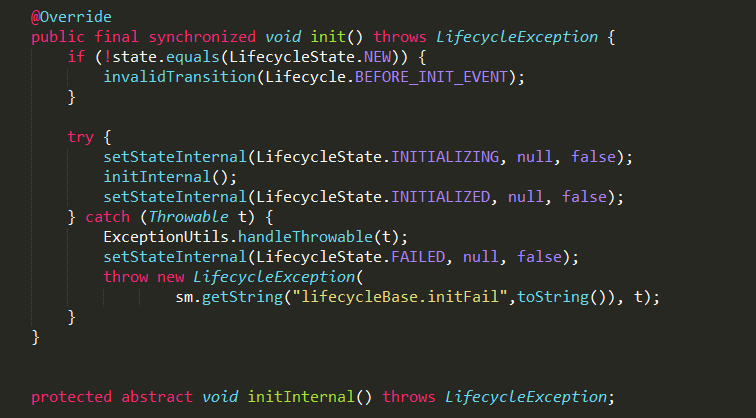 @Override
public final synchronized void init() throws LifecycleException {
if (!state.equals(LifecycleState.NEW)) {
invalidTransition(Lifecycle.BEFORE_INIT_EVENT);
}
try {
setStateInternal(LifecycleState.INITIALIZING, null, false);
initInternal();
setStateInternal(LifecycleState.INITIALIZED, null, false);
} catch (Throwable t) {
ExceptionUtils.handleThrowable(t);
setStateInternal(LifecycleState.FAILED, null, false);
throw new LifecycleException(
sm.getString("lifecycleBase.initFail",toString()), t);
}
}
protected abstract void initInternal() throws LifecycleException;